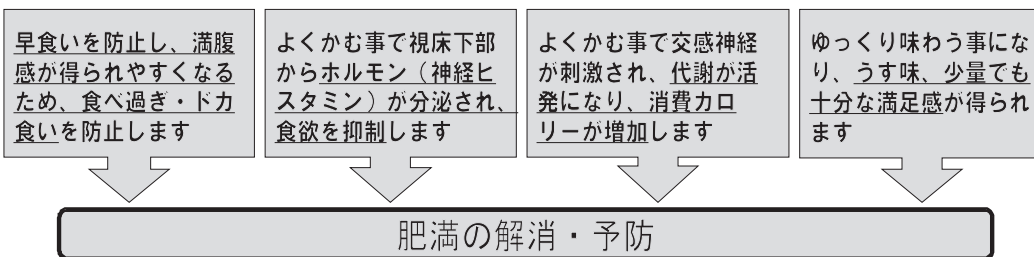 早食いを防止し、満腹
感が得られやすくなる
ため、食べ過ぎ・ドカ
食いを防止します
よくかむ事で視床下部
からホルモン（神経ヒ
スタミン）が分泌され、
食欲を抑制します
よくかむ事で交感神経
が刺激され、代謝が活
発になり、消費カロ
リーが増加します
ゆっくり味わう事にな
り、うす味、少量でも
十分な満足感が得られ
ます
肥満の解消・予防